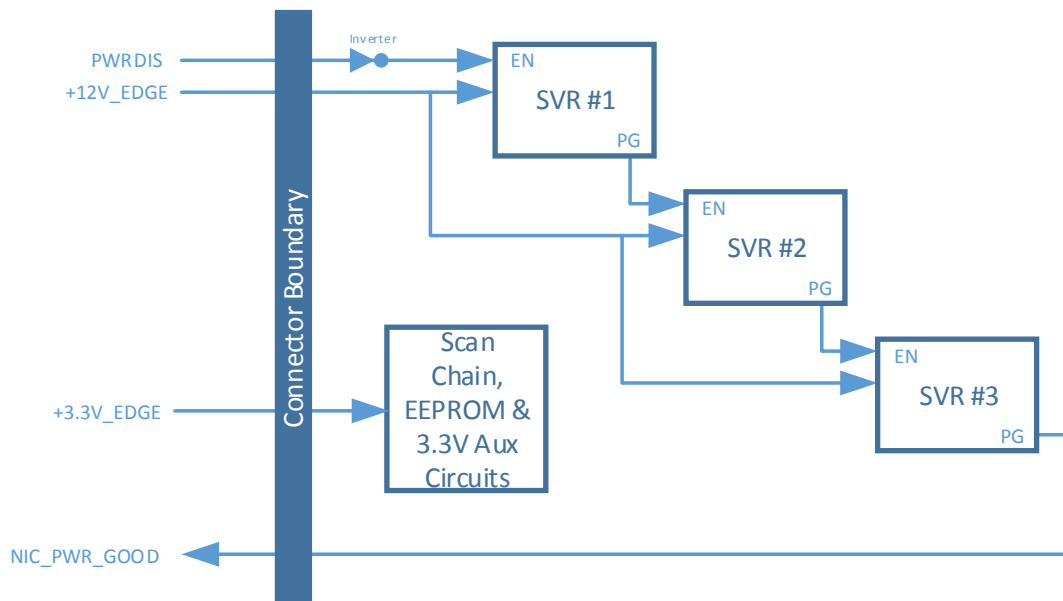 Inverter
PWRDIS
EN
+12V_EDGE
SVR #1
PG
Connector Boundary
EN
SVR #2
PG
Scan
Chain,
EEPROM &
3.3V Aux
Circuits
EN
SVR #3
PG
+3.3V_EDGE
NIC_PWR_GOOD